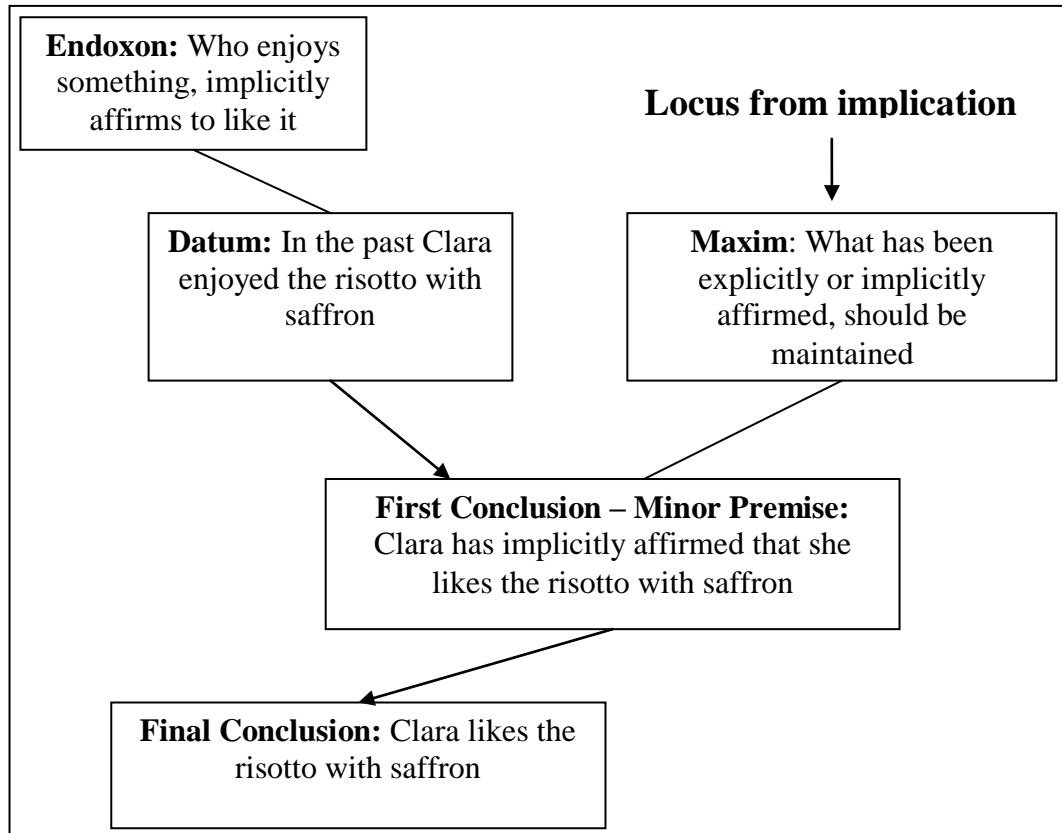 Endoxon: Who enjoys
something, implicitly
affirms to like it
Locus from implication
Datum: In the past Clara
enjoyed the risotto with
saffron
Maxim: What has been
explicitly or implicitly
affirmed, should be
maintained
First Conclusion – Minor Premise:
Clara has implicitly affirmed that she
likes the risotto with saffron
Final Conclusion: Clara likes the
risotto with saffron